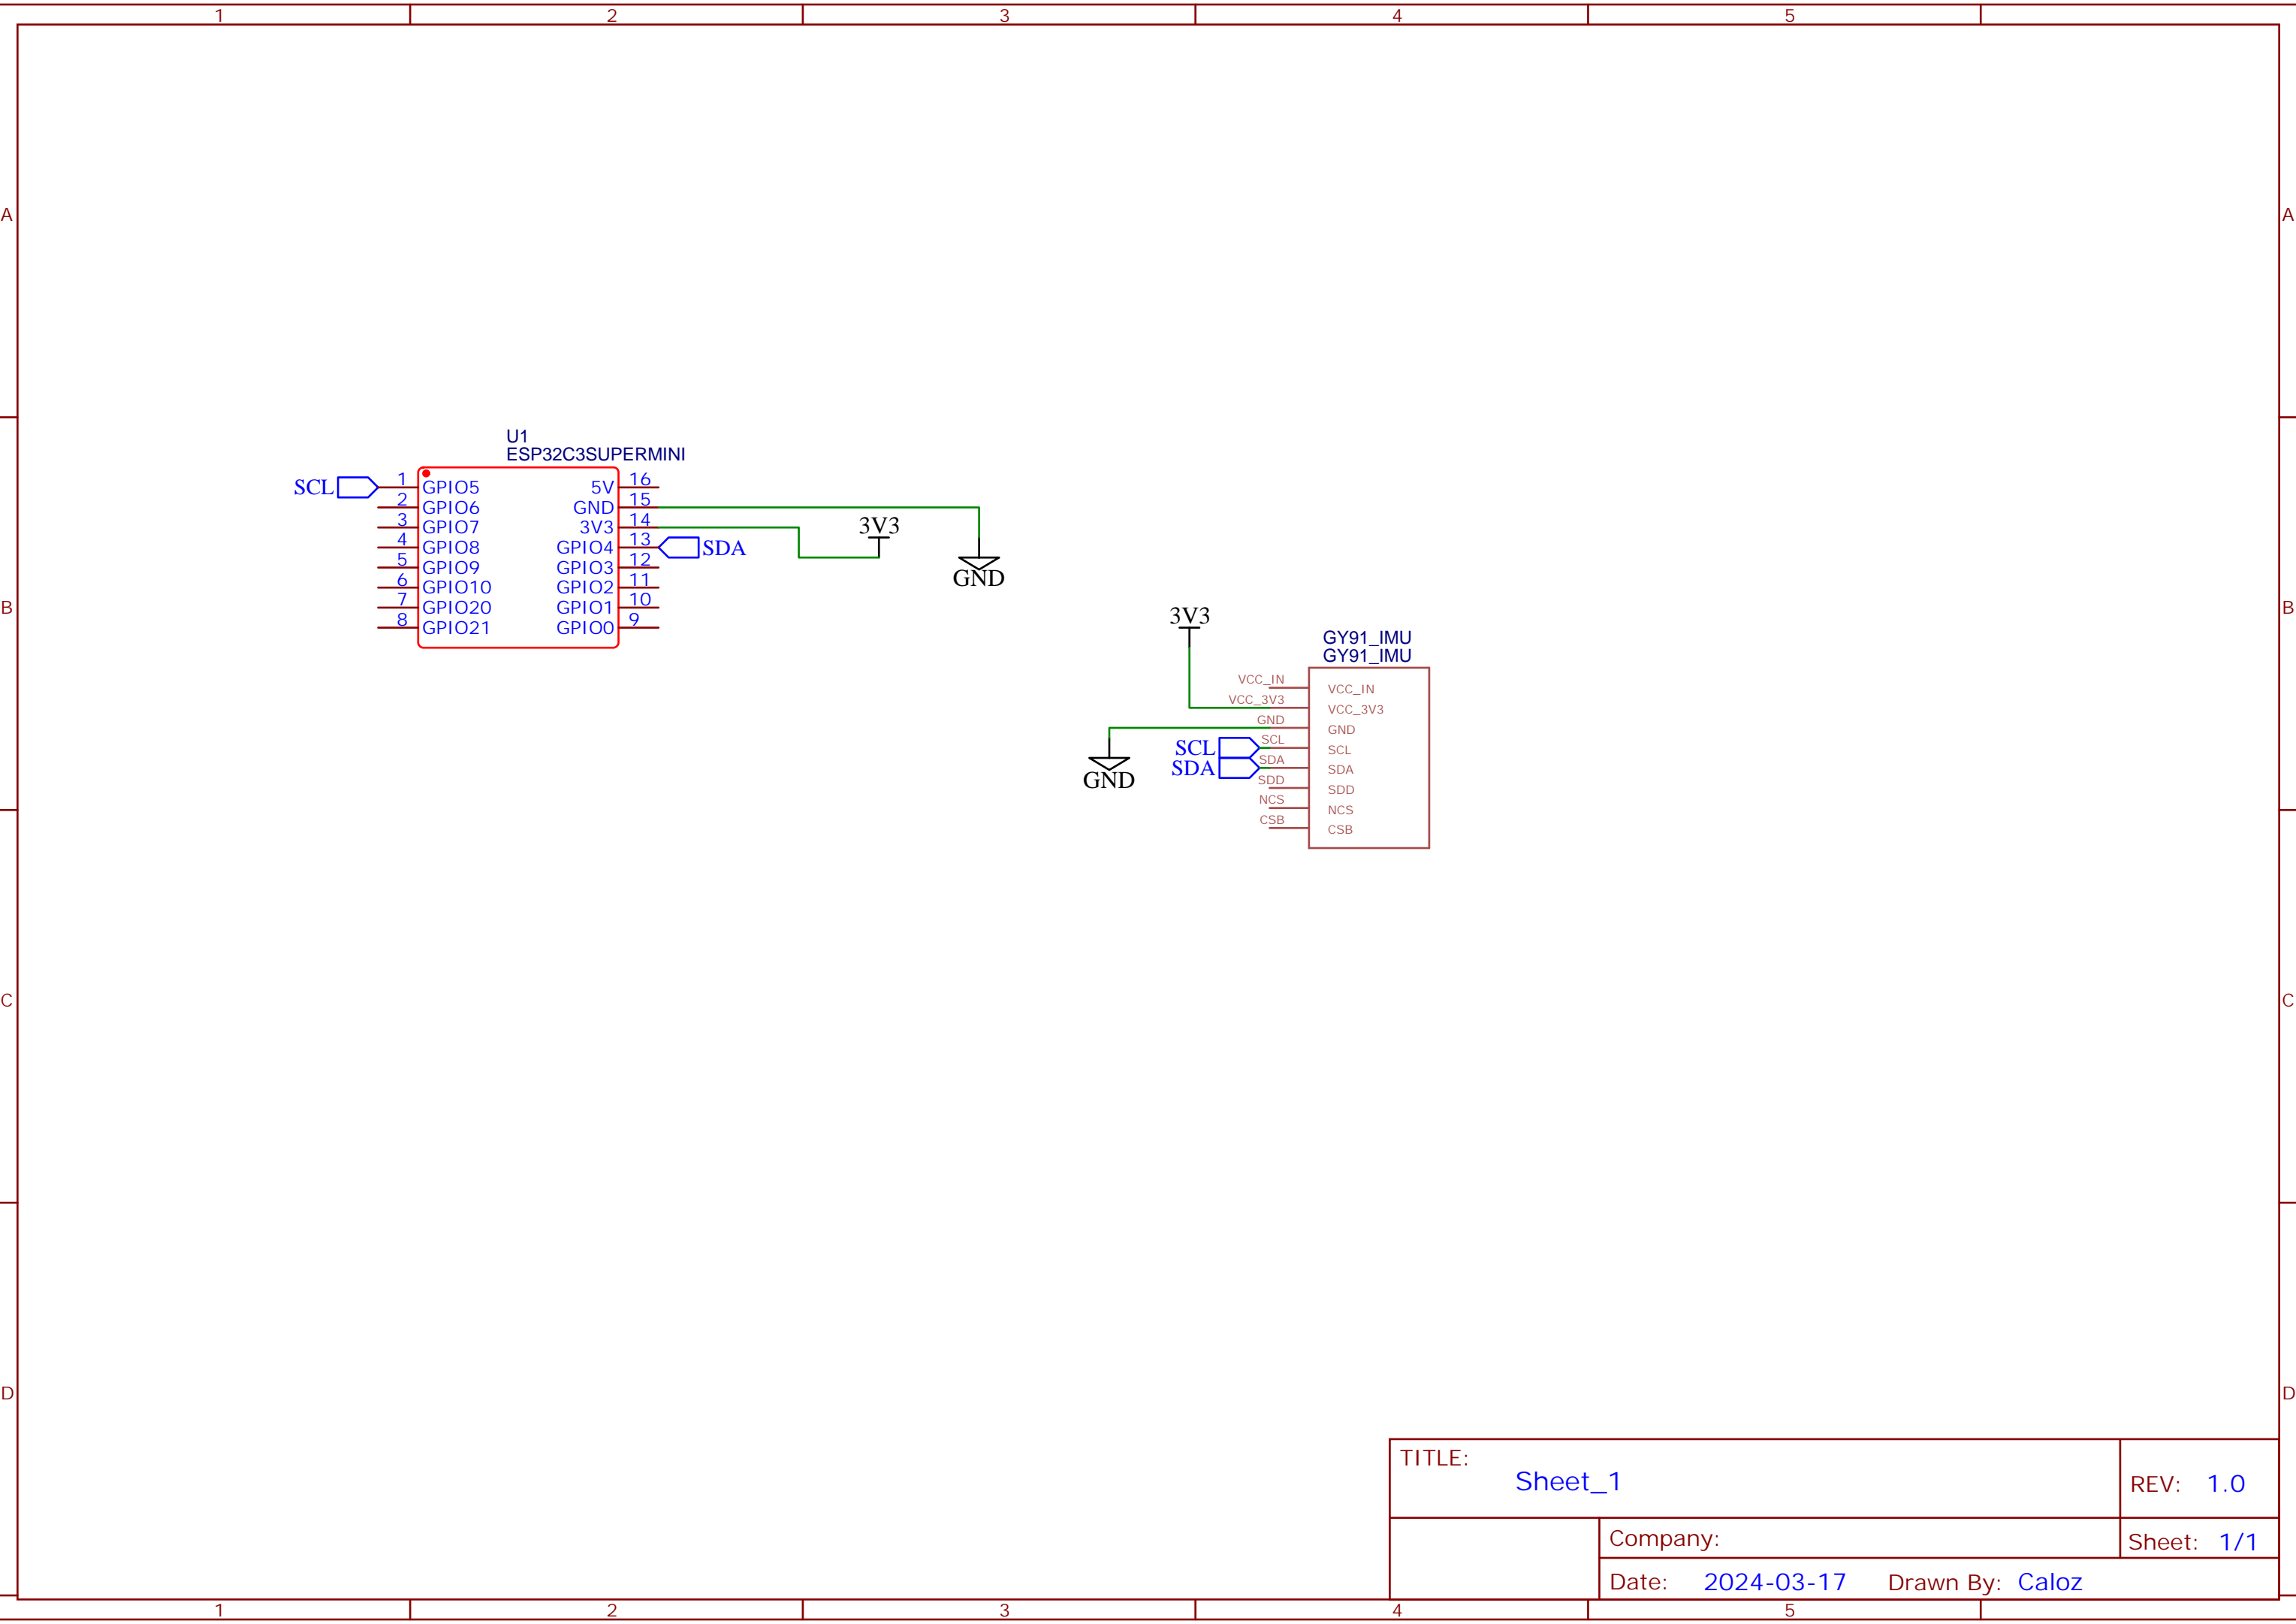 1 2 3 4 5
A A
U1
ESP32C3SUPERMINI
SCL 1 GPIO5 5V 16
2 GPIO6 GND 15
3 GPIO7 3V3 14 3V3
4 GPIO8 GPIO4 13 SDA
5 GPIO9 GPIO3 12
6 GPIO10 GPIO2 11 GND
7 GPIO20 GPIO1 10
8 GPIO21 GPIO0 9
B B
3V3
GY91_IMU
GY91_IMU
VCC_IN VCC_IN
VCC_3V3 VCC_3V3
GND GND
SCL SCL SCL
SDA SDA SDA
GND SDD SDD
NCS NCS
CSB CSB
C C
D D
TITLE:
Sheet_1
REV: 1.0
Company:
Sheet: 1/1
Date: 2024-03-17 Drawn By: Caloz
1 2 3 4 5